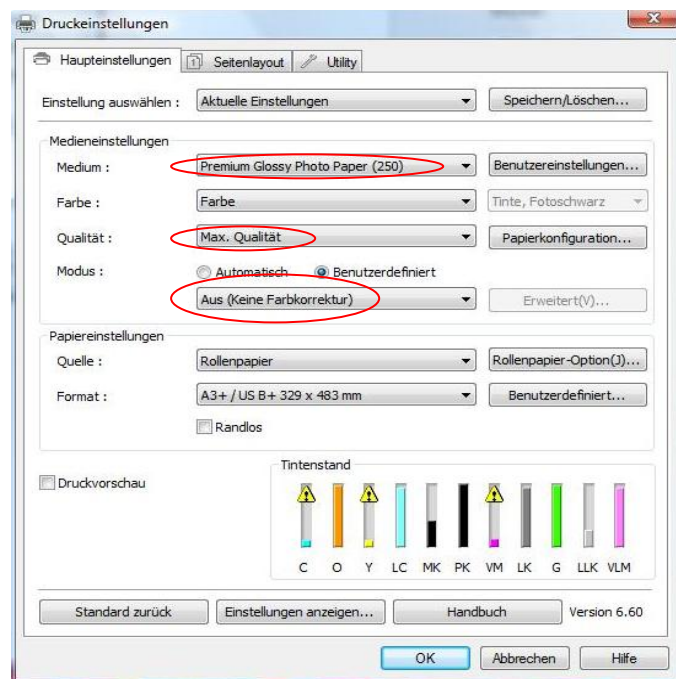 Druckeinstellungen
Haupteinstellungen 1 Seitenlayout Utility
Einstellung auswählen : Aktuelle Einstellungen Speichern/Löschen...
Medieneinstellungen
Medium : Premium Glossy Photo Paper (250) Benutzereinstellungen...
Farbe : Farbe Tinte, Fotoschwarz
Qualität : Max. Qualität Papierkonfiguration...
Modus : Automatisch Benutzerdefiniert
Aus (Keine Farbkorrektur) Erweitert(V)...
Papiereinstellungen
Quelle : Rollenpapier Rollenpapier-Option(J)...
Format : A3+ / US B+ 329 x 483 mm Benutzerdefiniert...
Randlos
Druckvorschau
Tintenstand
C O Y LC MK PK VM LK G LLK VLM
Standard zurück Einstellungen anzeigen... Handbuch Version 6.60
OK Abbrechen Hilfe